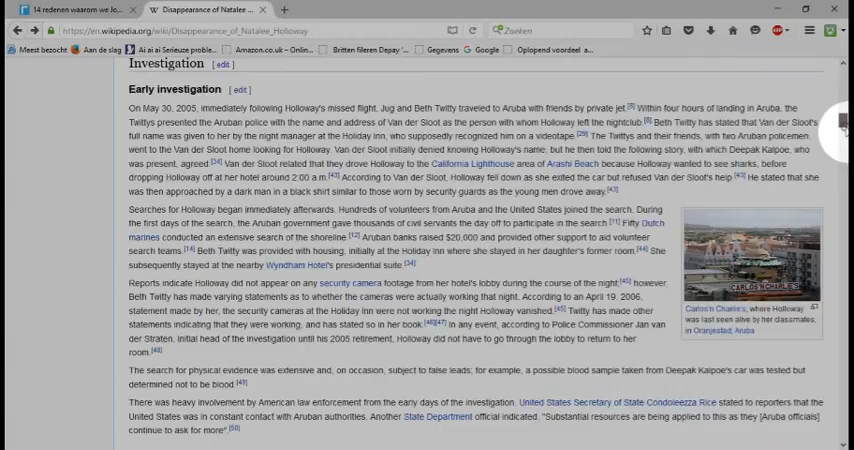 14 redenen waarom we Jo...
Disappearance of Natalee ...
https://en.wikipedia.org/wiki/Disappearance_of_Natalee_Holloway
Zoeken
Meest bezocht
Aan de slag
Ai ai ai Serieuze proble...
Amazon.co.uk – Onlin...
Britten fileren Depay '...
Gegevens
Google
Oplopend voordeel ...
Investigation [ edit ]
Early investigation [ edit ]
On May 30, 2005, immediately following Holloway's missed flight, Jug and Beth Twitty traveled to Aruba with friends by private jet.[5] Within four hours of landing in Aruba, the
Twittys presented the Aruban police with the name and address of Van der Sloot as the person with whom Holloway left the nightclub.[8] Beth Twitty has stated that Van der Sloot's
full name was given to her by the night manager at the Holiday Inn, who supposedly recognized him on a videotape.[29] The Twittys and their friends, with two Aruban policemen,
went to the Van der Sloot home looking for Holloway. Van der Sloot initially denied knowing Holloway's name, but he then told the following story, with which Deepak Kalpoe, who
was present, agreed:[34] Van der Sloot related that they drove Holloway to the California Lighthouse area of Arashi Beach because Holloway wanted to see sharks, before
dropping Holloway off at her hotel around 2:00 a.m.[43] According to Van der Sloot, Holloway fell down as she exited the car but refused Van der Sloot's help.[43] He stated that she
was then approached by a dark man in a black shirt similar to those worn by security guards as the young men drove away.[43]
Searches for Holloway began immediately afterwards. Hundreds of volunteers from Aruba and the United States joined the search. During
the first days of the search, the Aruban government gave thousands of civil servants the day off to participate in the search.[11] Fifty Dutch
marines conducted an extensive search of the shoreline.[12] Aruban banks raised $20,000 and provided other support to aid volunteer
search teams.[14] Beth Twitty was provided with housing, initially at the Holiday Inn where she stayed in her daughter's former room.[44] She
subsequently stayed at the nearby Wyndham Hotel's presidential suite.[34]
CARLOS'N CHARLIE'S
Carlos'n Charlie's, where Holloway
was last seen alive by her classmates,
in Oranjestad, Aruba
Reports indicate Holloway did not appear on any security camera footage from her hotel's lobby during the course of the night;[45] however,
Beth Twitty has made varying statements as to whether the cameras were actually working that night. According to an April 19, 2006,
statement made by her, the security cameras at the Holiday Inn were not working the night Holloway vanished.[45] Twitty has made other
statements indicating that they were working, and has stated so in her book.[46][47] In any event, according to Police Commissioner Jan van
der Straten, initial head of the investigation until his 2005 retirement, Holloway did not have to go through the lobby to return to her
room.[48]
The search for physical evidence was extensive and, on occasion, subject to false leads; for example, a possible blood sample taken from Deepak Kalpoe's car was tested but
determined not to be blood.[49]
There was heavy involvement by American law enforcement from the early days of the investigation. United States Secretary of State Condoleezza Rice stated to reporters that the
United States was in constant contact with Aruban authorities. Another State Department official indicated, "Substantial resources are being applied to this as they [Aruba officials]
continue to ask for more"[50]